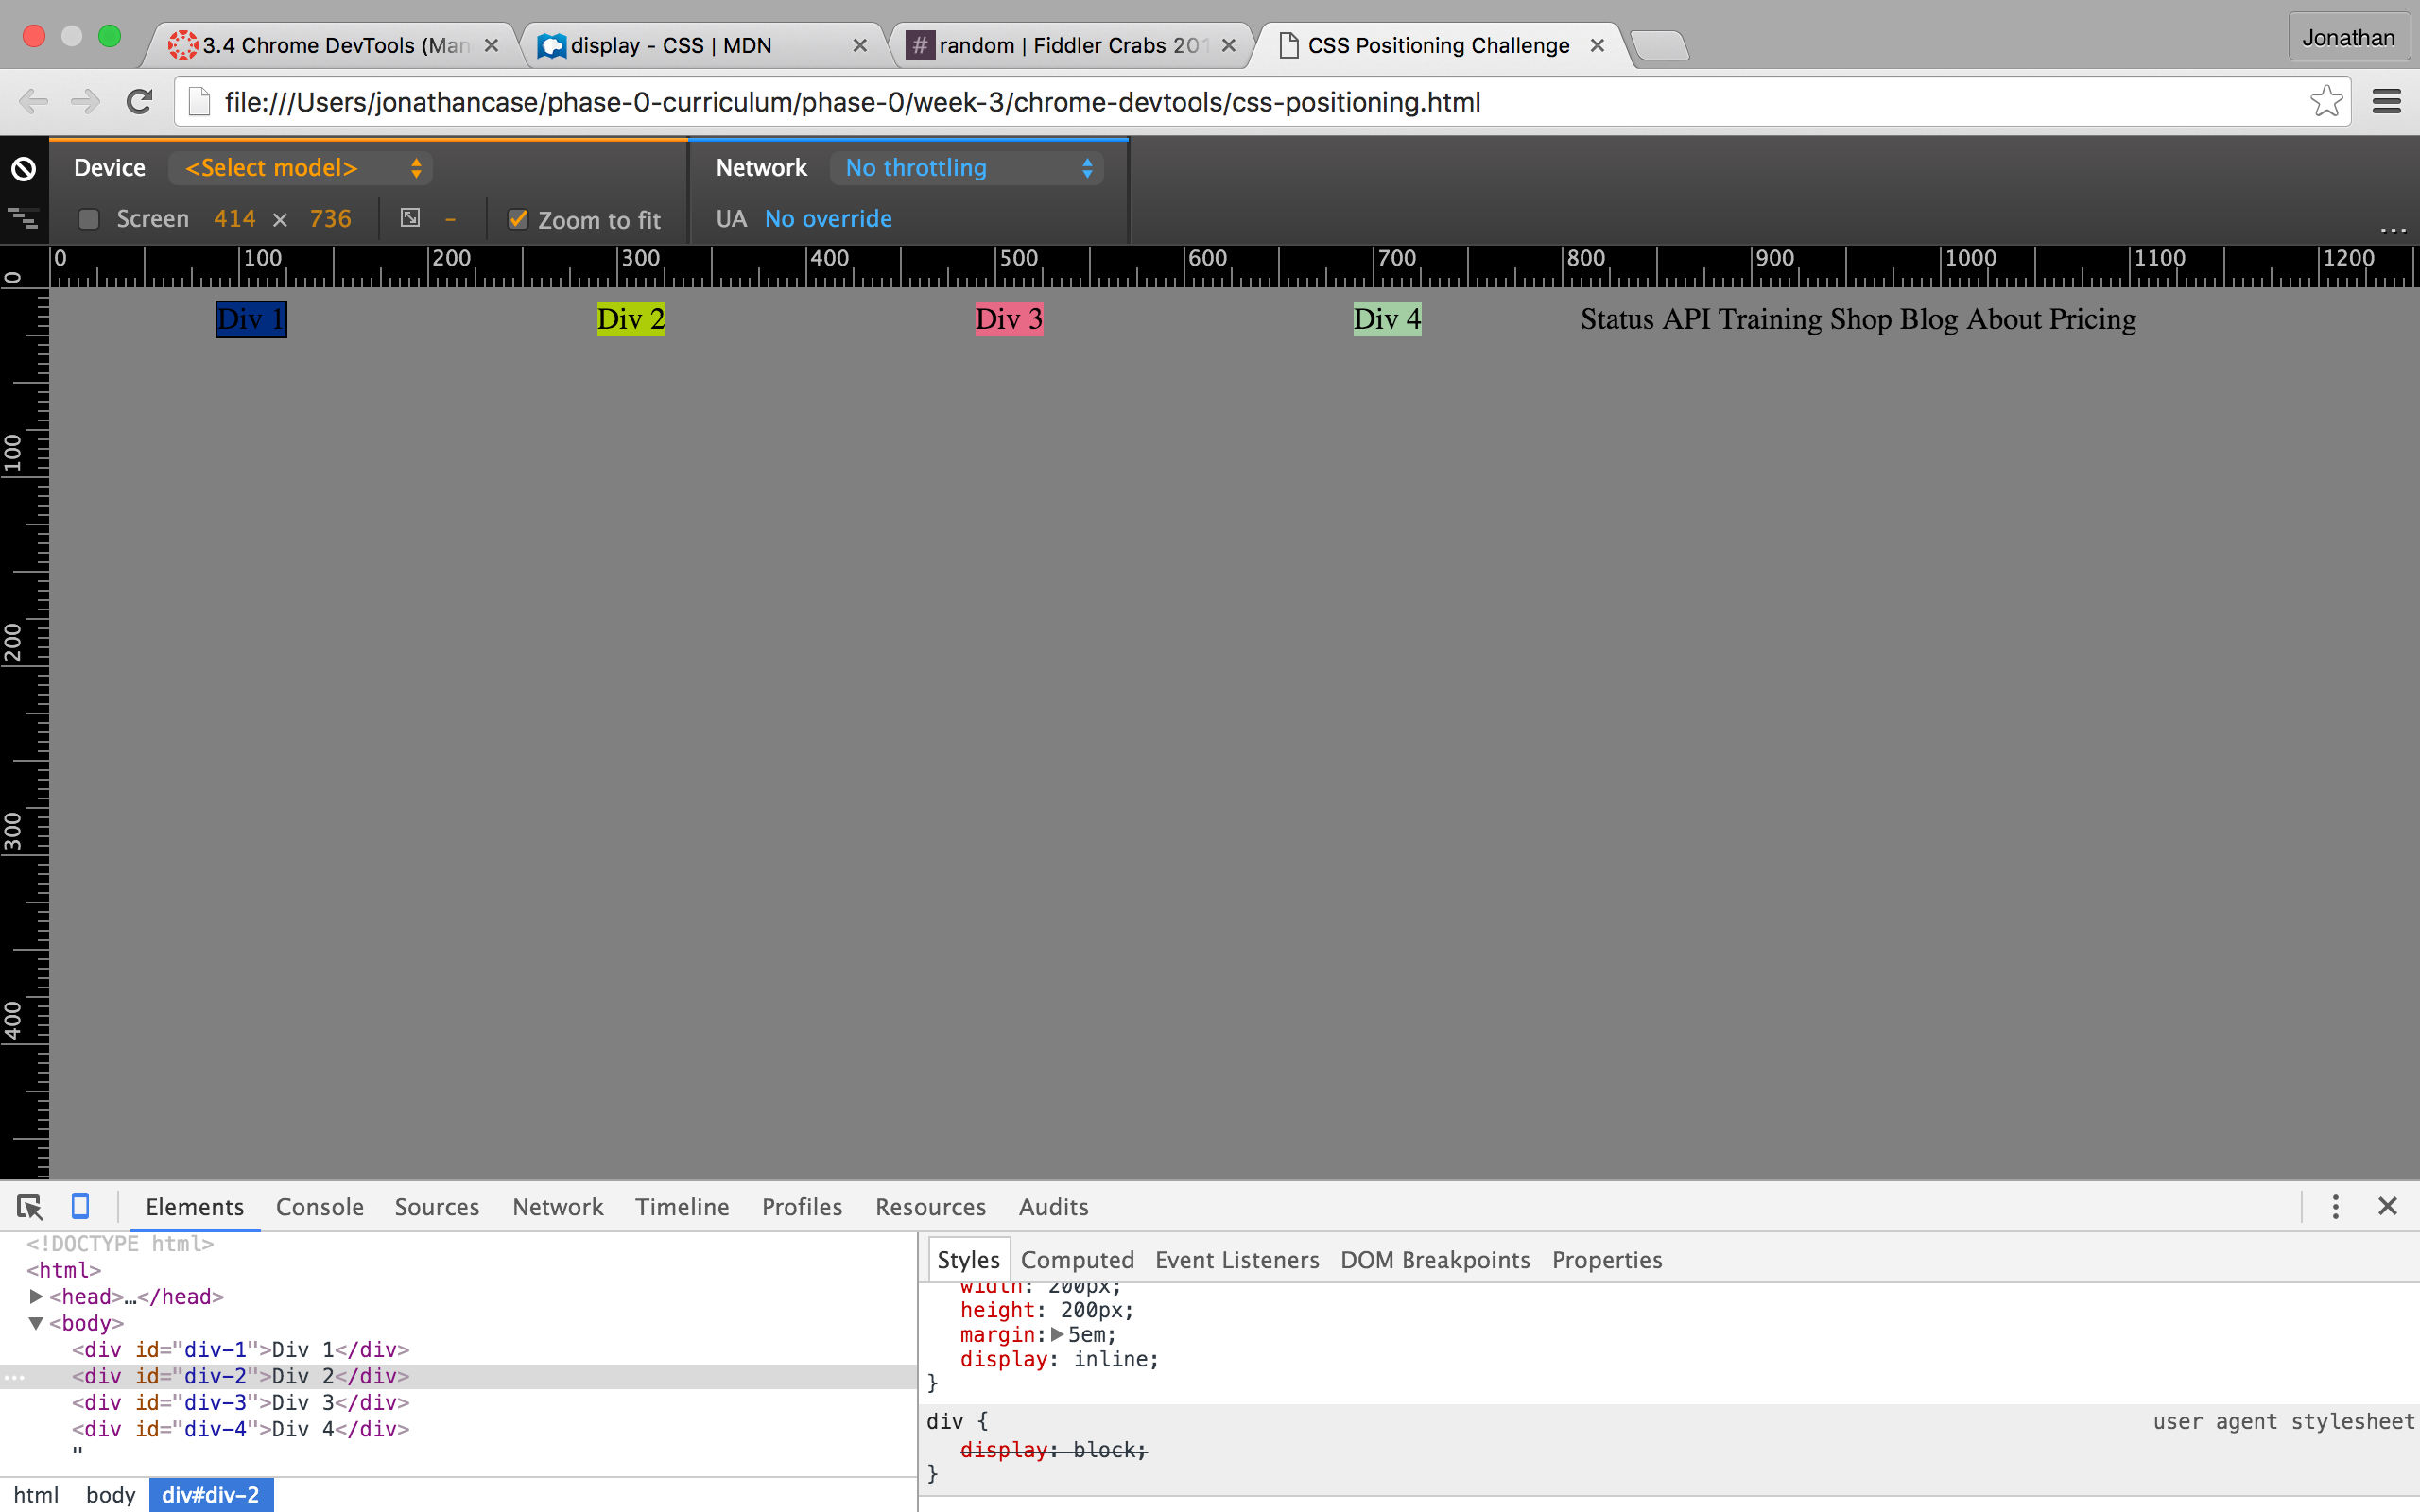 3.4 Chrome DevTools (Man
display - CSS | MDN
# random | Fiddler Crabs 201
CSS Positioning Challenge
Jonathan
file:///Users/jonathancase/phase-0-curriculum/phase-0/week-3/chrome-devtools/css-positioning.html
Device <Select model> Network No throttling
Screen 414 × 736 - Zoom to fit UA No override ...
0 100 200 300 400 500 600 700 800 900 1000 1100 1200
0
Div 1 Div 2 Div 3 Div 4 Status API Training Shop Blog About Pricing
100
200
300
400
Elements Console Sources Network Timeline Profiles Resources Audits
<!DOCTYPE html>
<html>
<head>…</head>
<body>
<div id="div-1">Div 1</div>
... <div id="div-2">Div 2</div>
<div id="div-3">Div 3</div>
<div id="div-4">Div 4</div>
"
html body div#div-2
Styles Computed Event Listeners DOM Breakpoints Properties
width: 200px;
height: 200px;
margin: 5em;
display: inline;
}
div { user agent stylesheet
display: block;
}